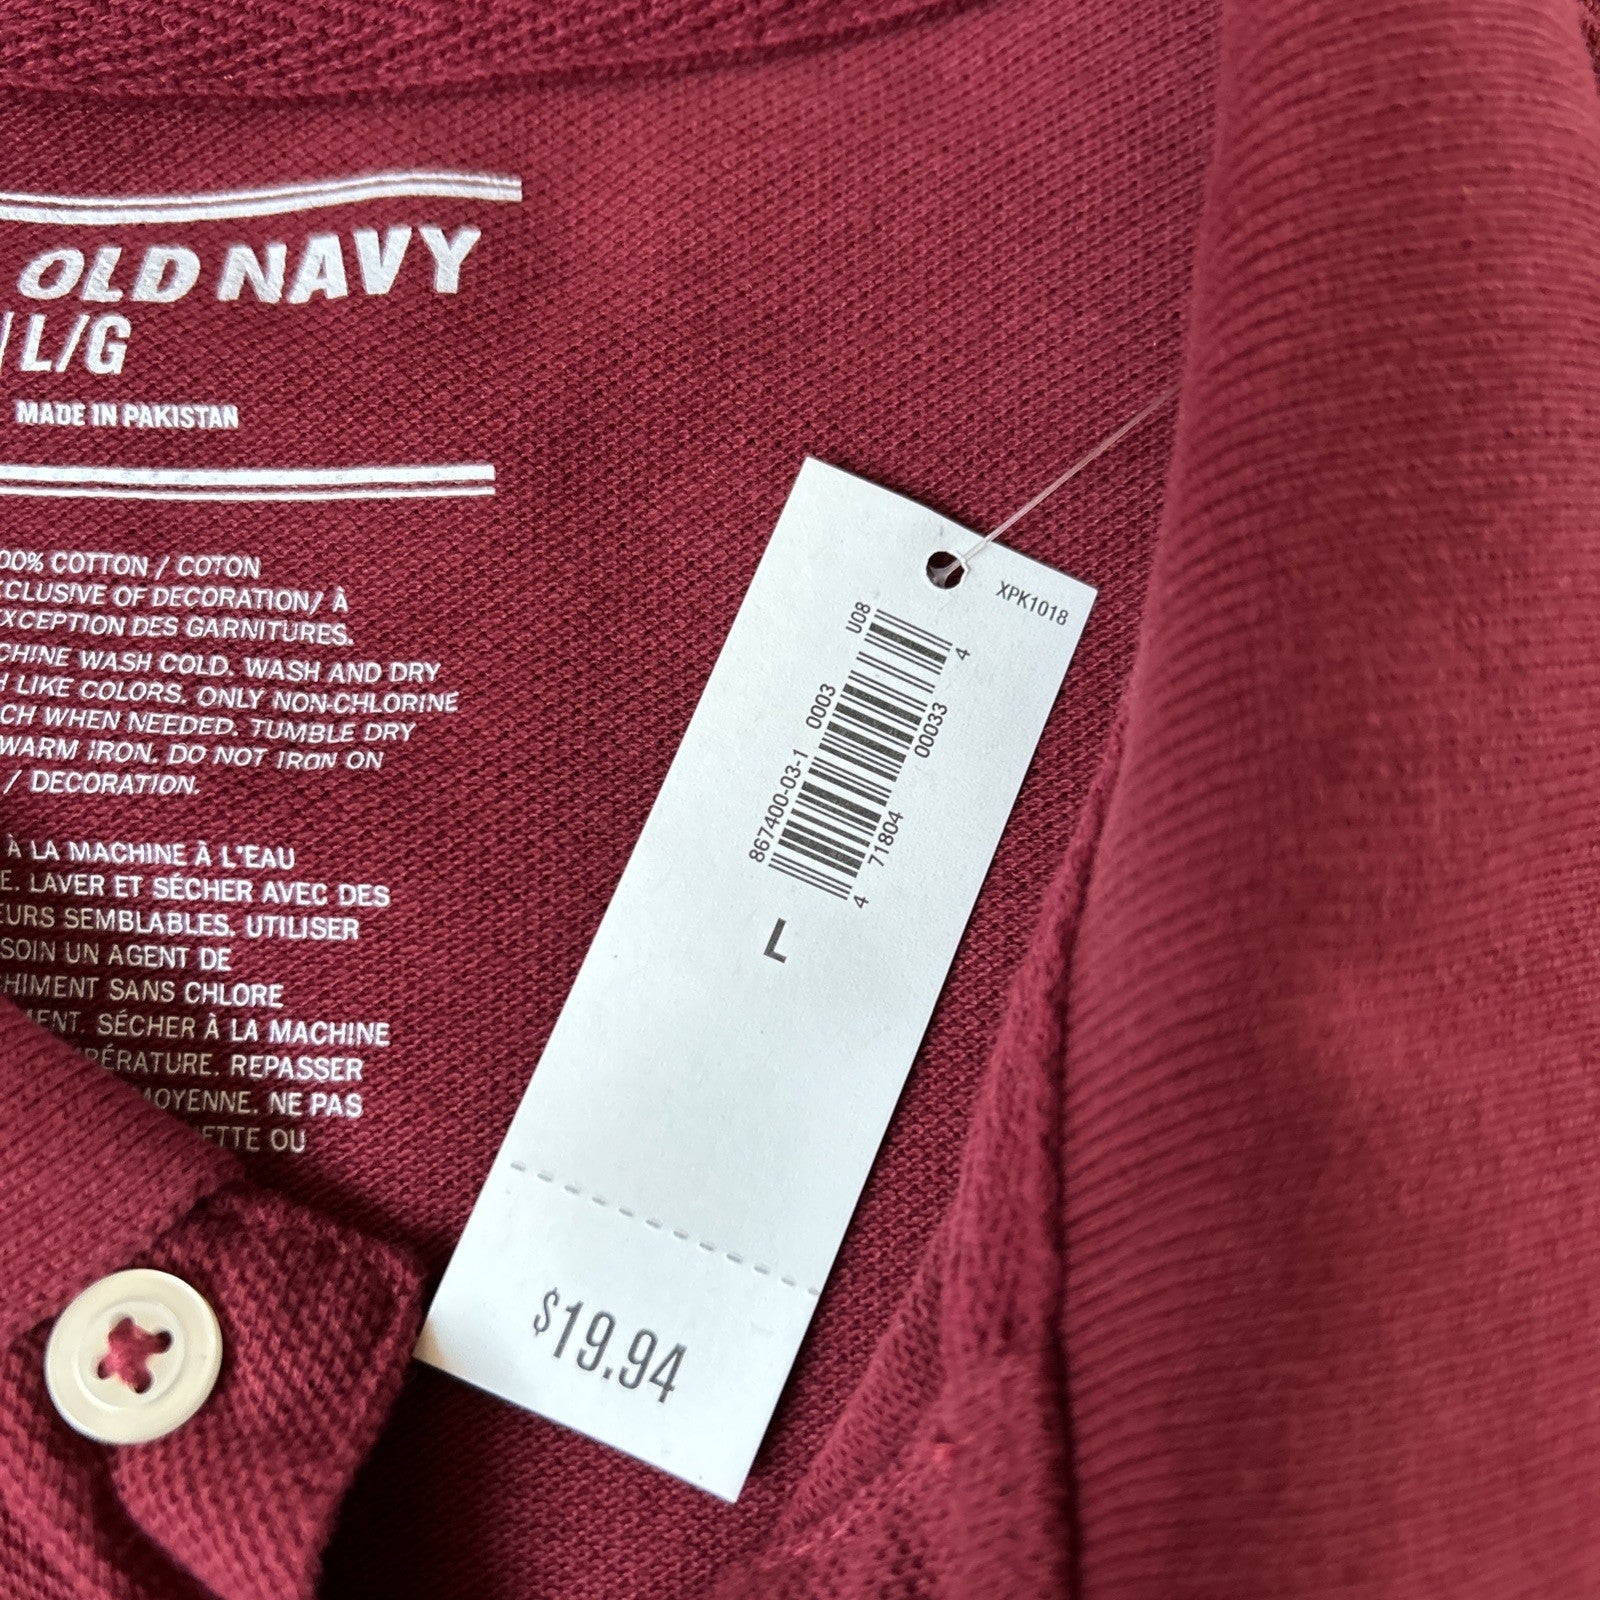 OLD NAVY
L/G
MADE IN PAKISTAN
00% COTTON / COTON
XCLUSIVE OF DECORATION/ À
XCEPTION DES GARNITURES.
CHINE WASH COLD. WASH AND DRY
H LIKE COLORS. ONLY NON-CHLORINE
CH WHEN NEEDED. TUMBLE DRY
WARM IRON. DO NOT IRON ON
/ DECORATION.
À LA MACHINE À L'EAU
E. LAVER ET SÉCHER AVEC DES
EURS SEMBLABLES. UTILISER
SOIN UN AGENT DE
CHIMENT SANS CHLORE
MENT. SÉCHER À LA MACHINE
PÉRATURE. REPASSER
MOYENNE. NE PAS
ETTE OU
XPK1018
867400-03-1 0003 U08
4 71804 00033 4
L
$19.94